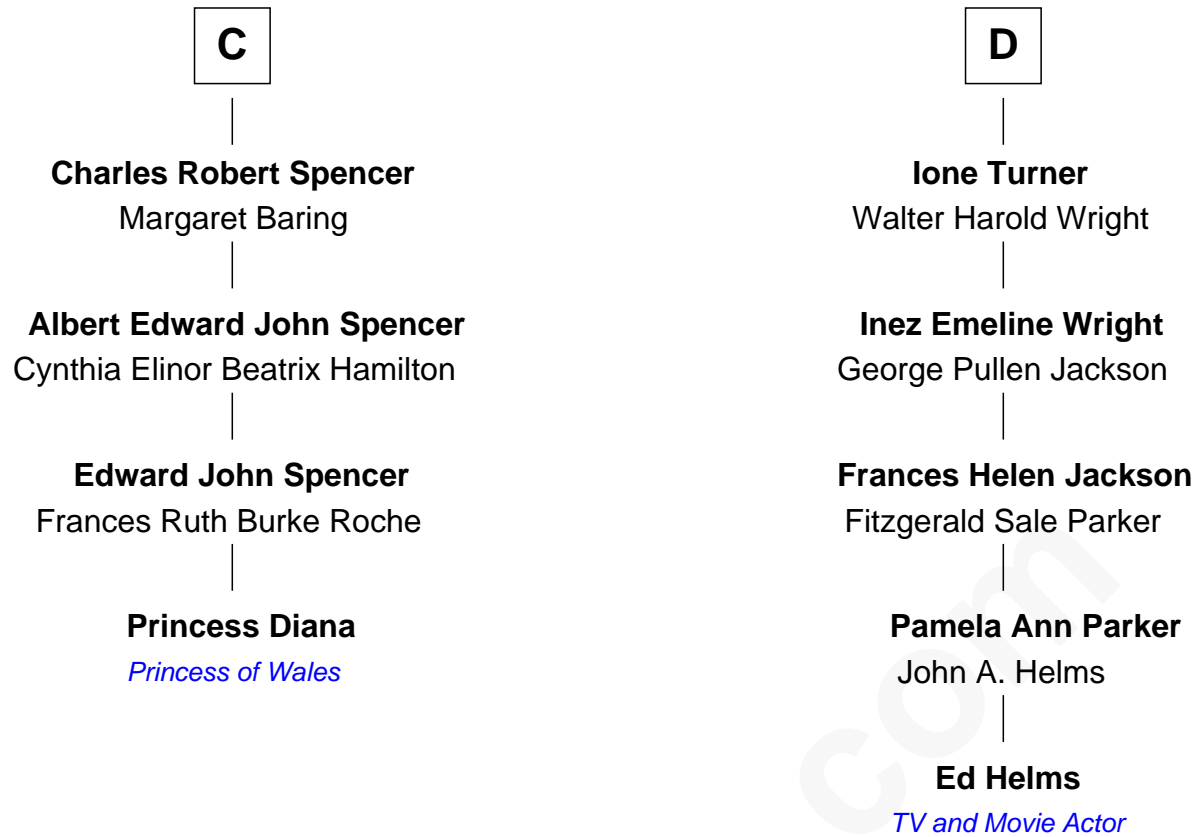 C
Charles Robert Spencer
Margaret Baring
Albert Edward John Spencer
Cynthia Elinor Beatrix Hamilton
Edward John Spencer
Frances Ruth Burke Roche
Princess Diana
Princess of Wales
D
Ione Turner
Walter Harold Wright
Inez Emeline Wright
George Pullen Jackson
Frances Helen Jackson
Fitzgerald Sale Parker
Pamela Ann Parker
John A. Helms
Ed Helms
TV and Movie Actor
com